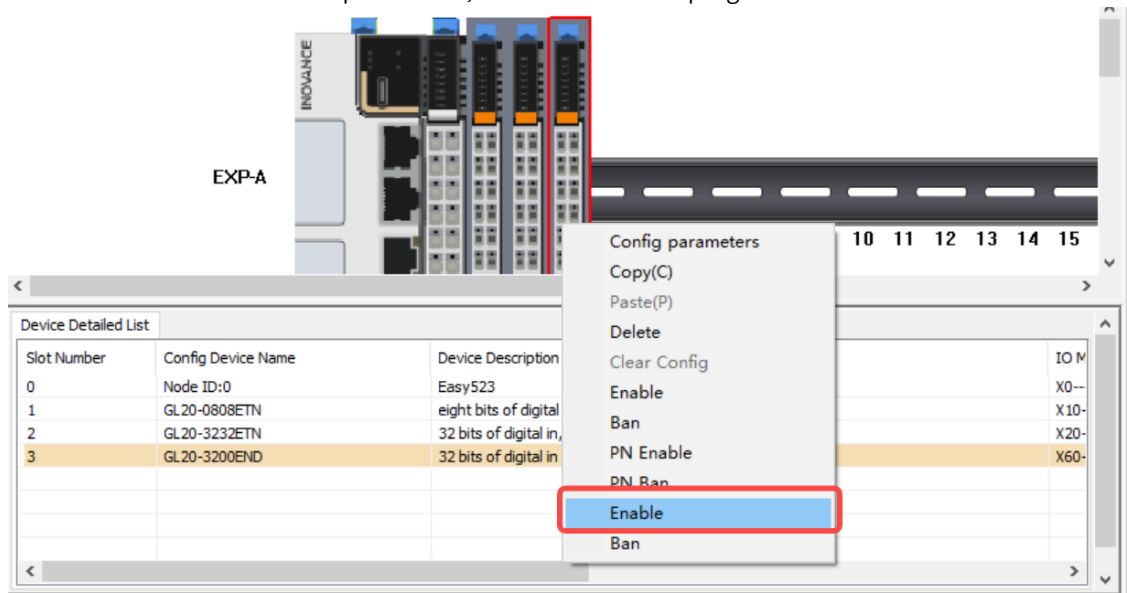 INOVANCE
EXP-A
10 11 12 13 14 15
Config parameters
Copy(C)
Paste(P)
Delete
Clear Config
Enable
Ban
PN Enable
PN Ban
Enable
Ban
Device Detailed List
Slot Number Config Device Name Device Description IO M
0 Node ID:0 Easy523 X0--
1 GL20-0808ETN eight bits of digital X10-
2 GL20-3232ETN 32 bits of digital in, X20-
3 GL20-3200END 32 bits of digital in X60-